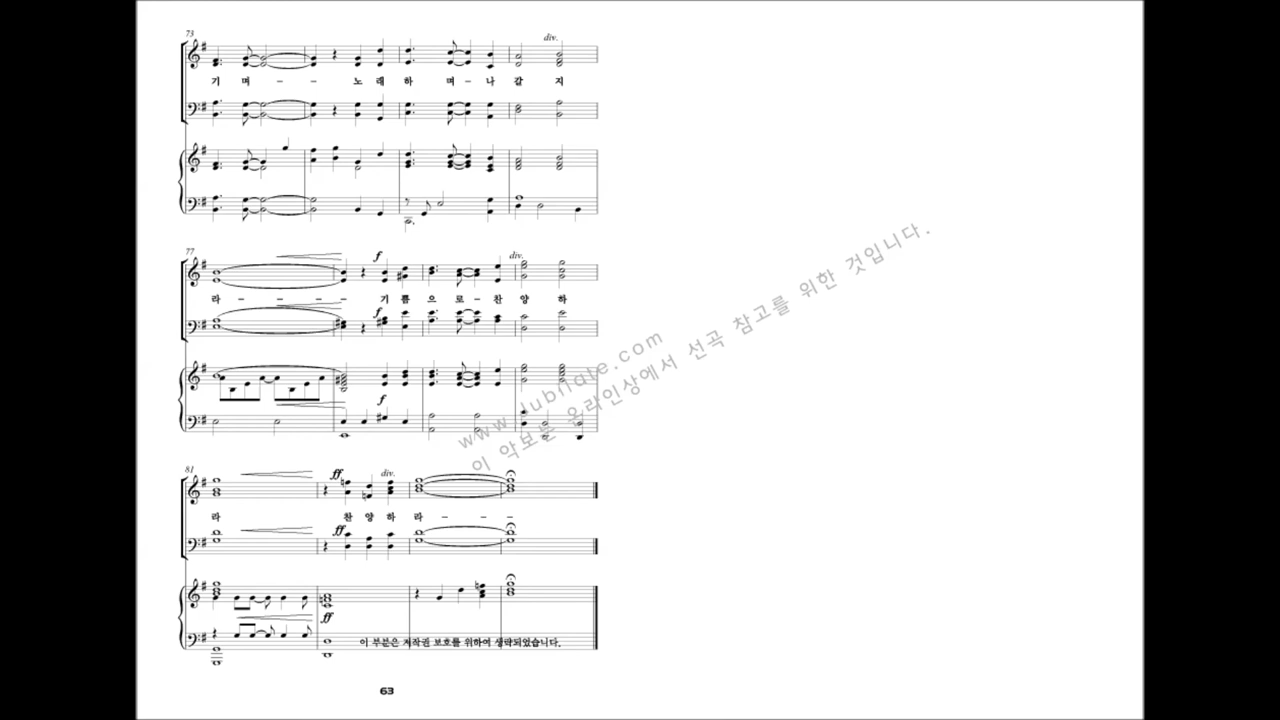 73
div.
기 며 - - 노 래 하 며 - 나 갈 지
77
f
div.
라 - - - 기 쁨 으 로 - 찬 양 하
f
f
81
ff
div.
라 찬 양 하 라 - - -
ff
ff
이 부분은 저작권 보호를 위하여 생략되었습니다.
63
www.Jubilate.com
이 악보는 온라인상에서 선곡 참고를 위한 것입니다.